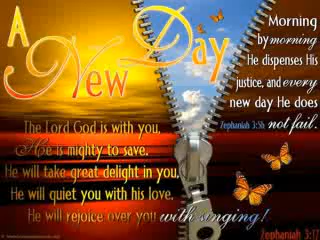 A New Day
Morning
by morning
He dispenses His
justice, and every
new day He does
Zephaniah 3:5b not fail.
The Lord God is with you,
He is mighty to save.
He will take great delight in you,
He will quiet you with his love.
He will rejoice over you with singing!
Zephaniah 3:17